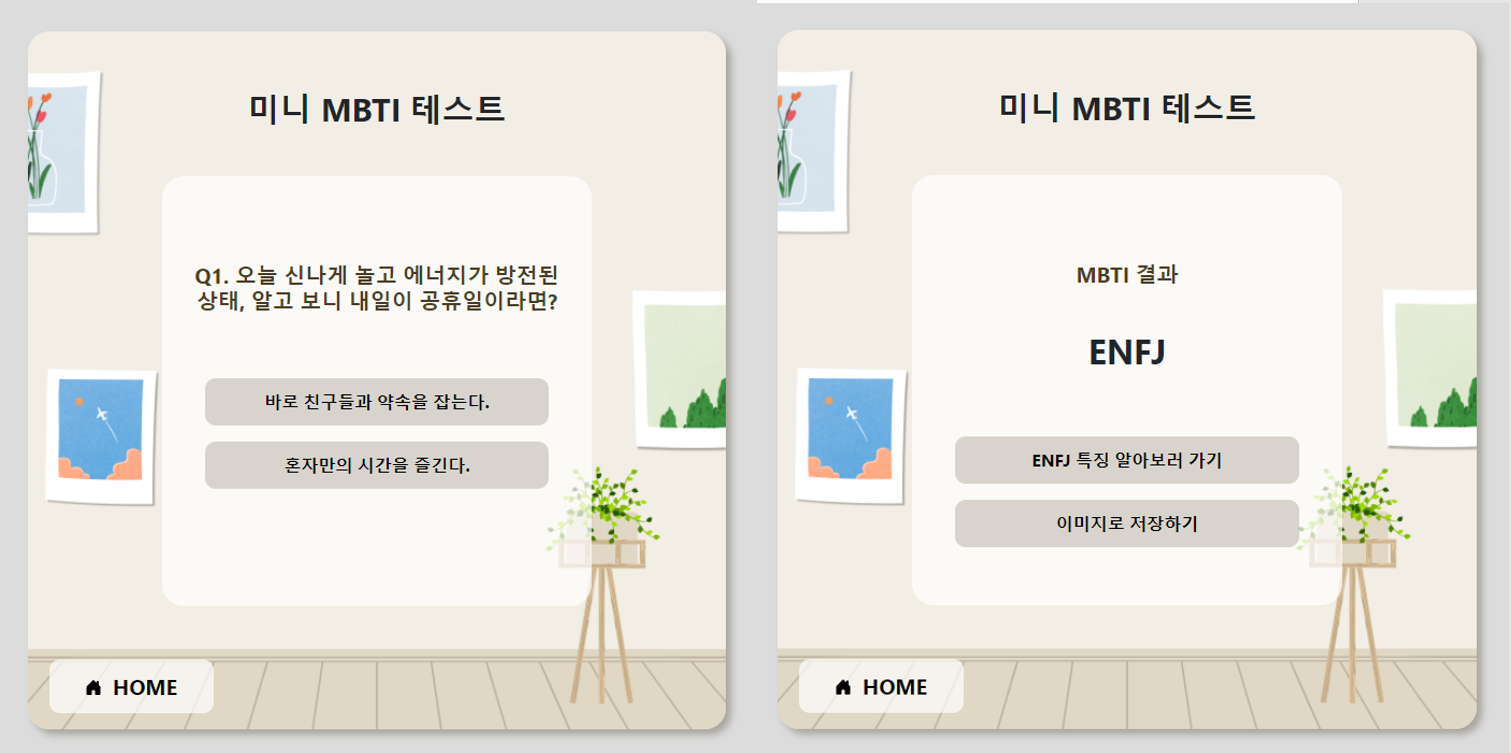 미니 MBTI 테스트
Q1. 오늘 신나게 놀고 에너지가 방전된
상태, 알고 보니 내일이 공휴일이라면?
바로 친구들과 약속을 잡는다.
혼자만의 시간을 즐긴다.
HOME
미니 MBTI 테스트
MBTI 결과
ENFJ
ENFJ 특징 알아보러 가기
이미지로 저장하기
HOME